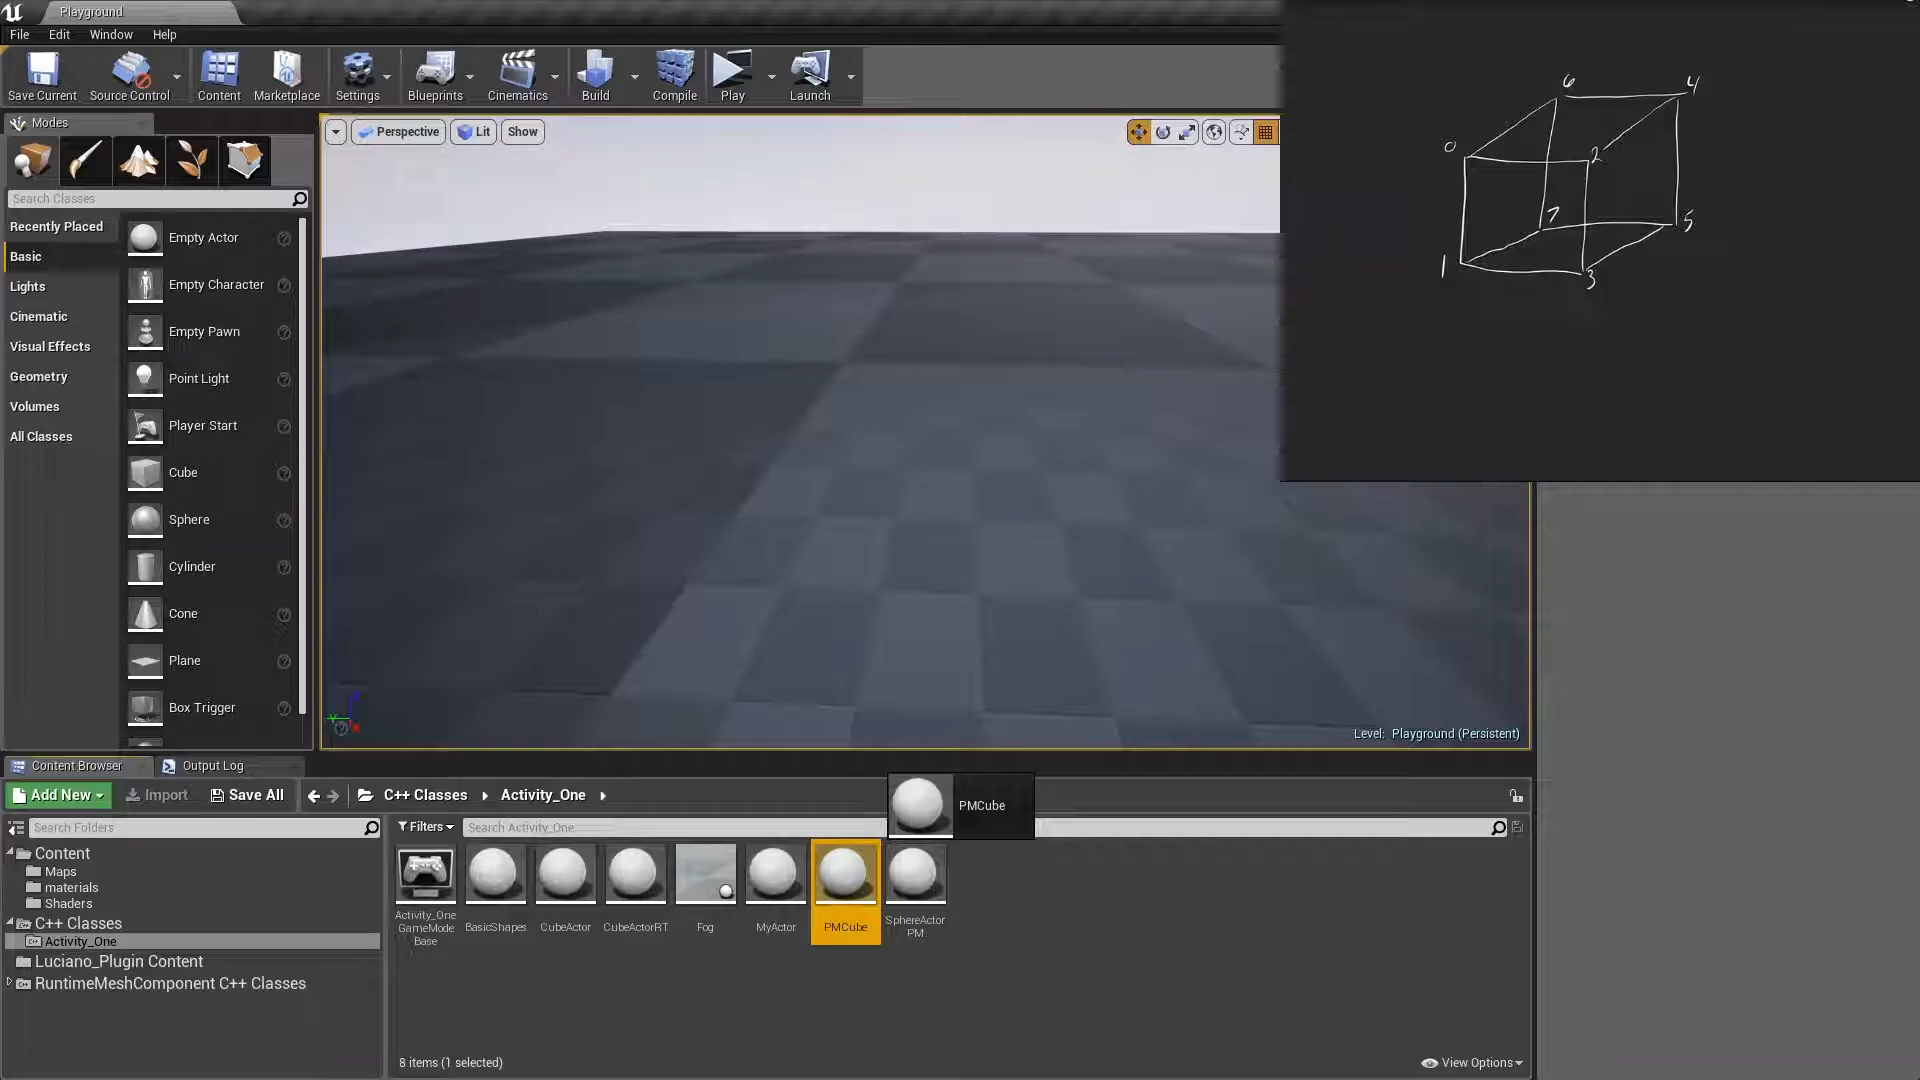 Playground
File Edit Window Help
Save Current Source Control Content Marketplace Settings Blueprints Cinematics Build Compile Play Launch
Modes
Search Classes
Recently Placed
Basic
Lights
Cinematic
Visual Effects
Geometry
Volumes
All Classes
Empty Actor
Empty Character
Empty Pawn
Point Light
Player Start
Cube
Sphere
Cylinder
Cone
Plane
Box Trigger
Perspective Lit Show
Level: Playground (Persistent)
6 4
0 2
7 5
1 3
Content Browser Output Log
Add New Import Save All C++ Classes Activity_One
PMCube
Search Folders
Filters Search Activity_One
Content
Maps
materials
Shaders
C++ Classes
Activity_One
Luciano_Plugin Content
RuntimeMeshComponent C++ Classes
Activity_One
GameMode
Base
BasicShapes
CubeActor
CubeActorRT
Fog
MyActor
PMCube
SphereActor
PM
8 items (1 selected)
View Options